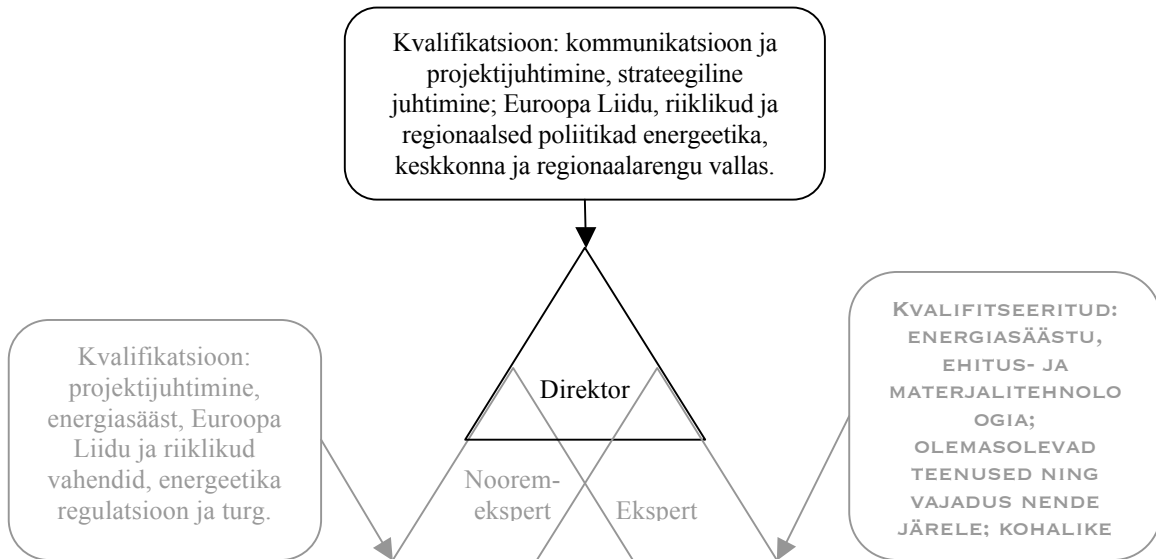 Kvalifikatsioon: kommunikatsioon ja
projektijuhtimine, strateegiline
juhtimine; Euroopa Liidu, riiklikud ja
regionaalsed poliitikad energeetika,
keskkonna ja regionaalarengu vallas.
Kvalifikatsioon:
projektijuhtimine,
energiasääst, Euroopa
Liidu ja riiklikud
vahendid, energeetika
regulatsioon ja turg.
Direktor
Noorem-
ekspert
Ekspert
KVALIFITSEERITUD:
ENERGIASÄÄSTU,
EHITUS- JA
MATERJALITEHNOLO
OGIA;
OLEMASOLEVAD
TEENUSED NING
VAJADUS NENDE
JÄRELE; KOHALIKE